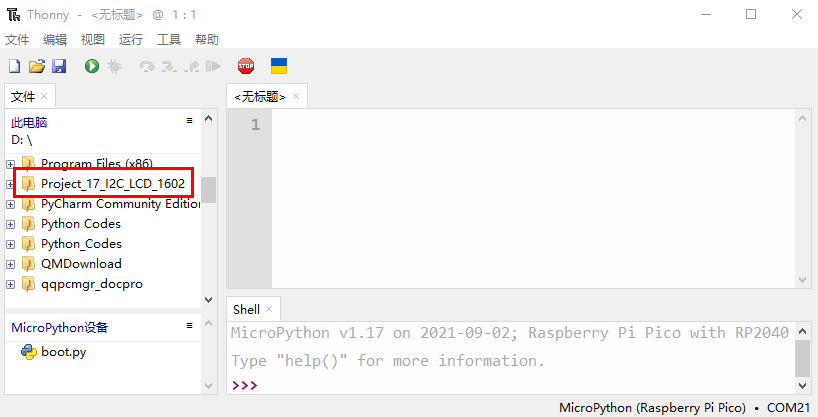 Thonny - <无标题> @ 1 : 1
文件 编辑 视图 运行 工具 帮助
STOP
文件
此电脑
D: \
Program Files (x86)
Project_17_I2C_LCD_1602
PyCharm Community Edition
Python Codes
Python_Codes
QMDownload
qqpcmgr_docpro
MicroPython设备
boot.py
<无标题>
1
Shell
MicroPython v1.17 on 2021-09-02; Raspberry Pi Pico with RP2040
Type "help()" for more information.
>>>
MicroPython (Raspberry Pi Pico) • COM21